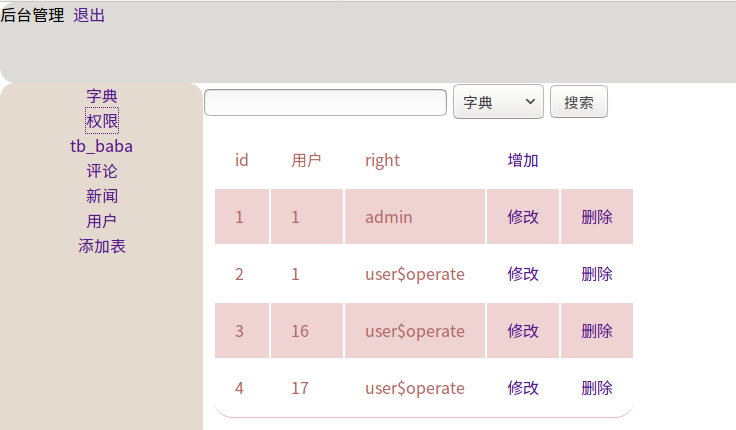 后台管理 退出
字典
权限
tb_baba
评论
新闻
用户
添加表
字典 搜索
id 用户 right 增加
1 1 admin 修改 删除
2 1 user$operate 修改 删除
3 16 user$operate 修改 删除
4 17 user$operate 修改 删除